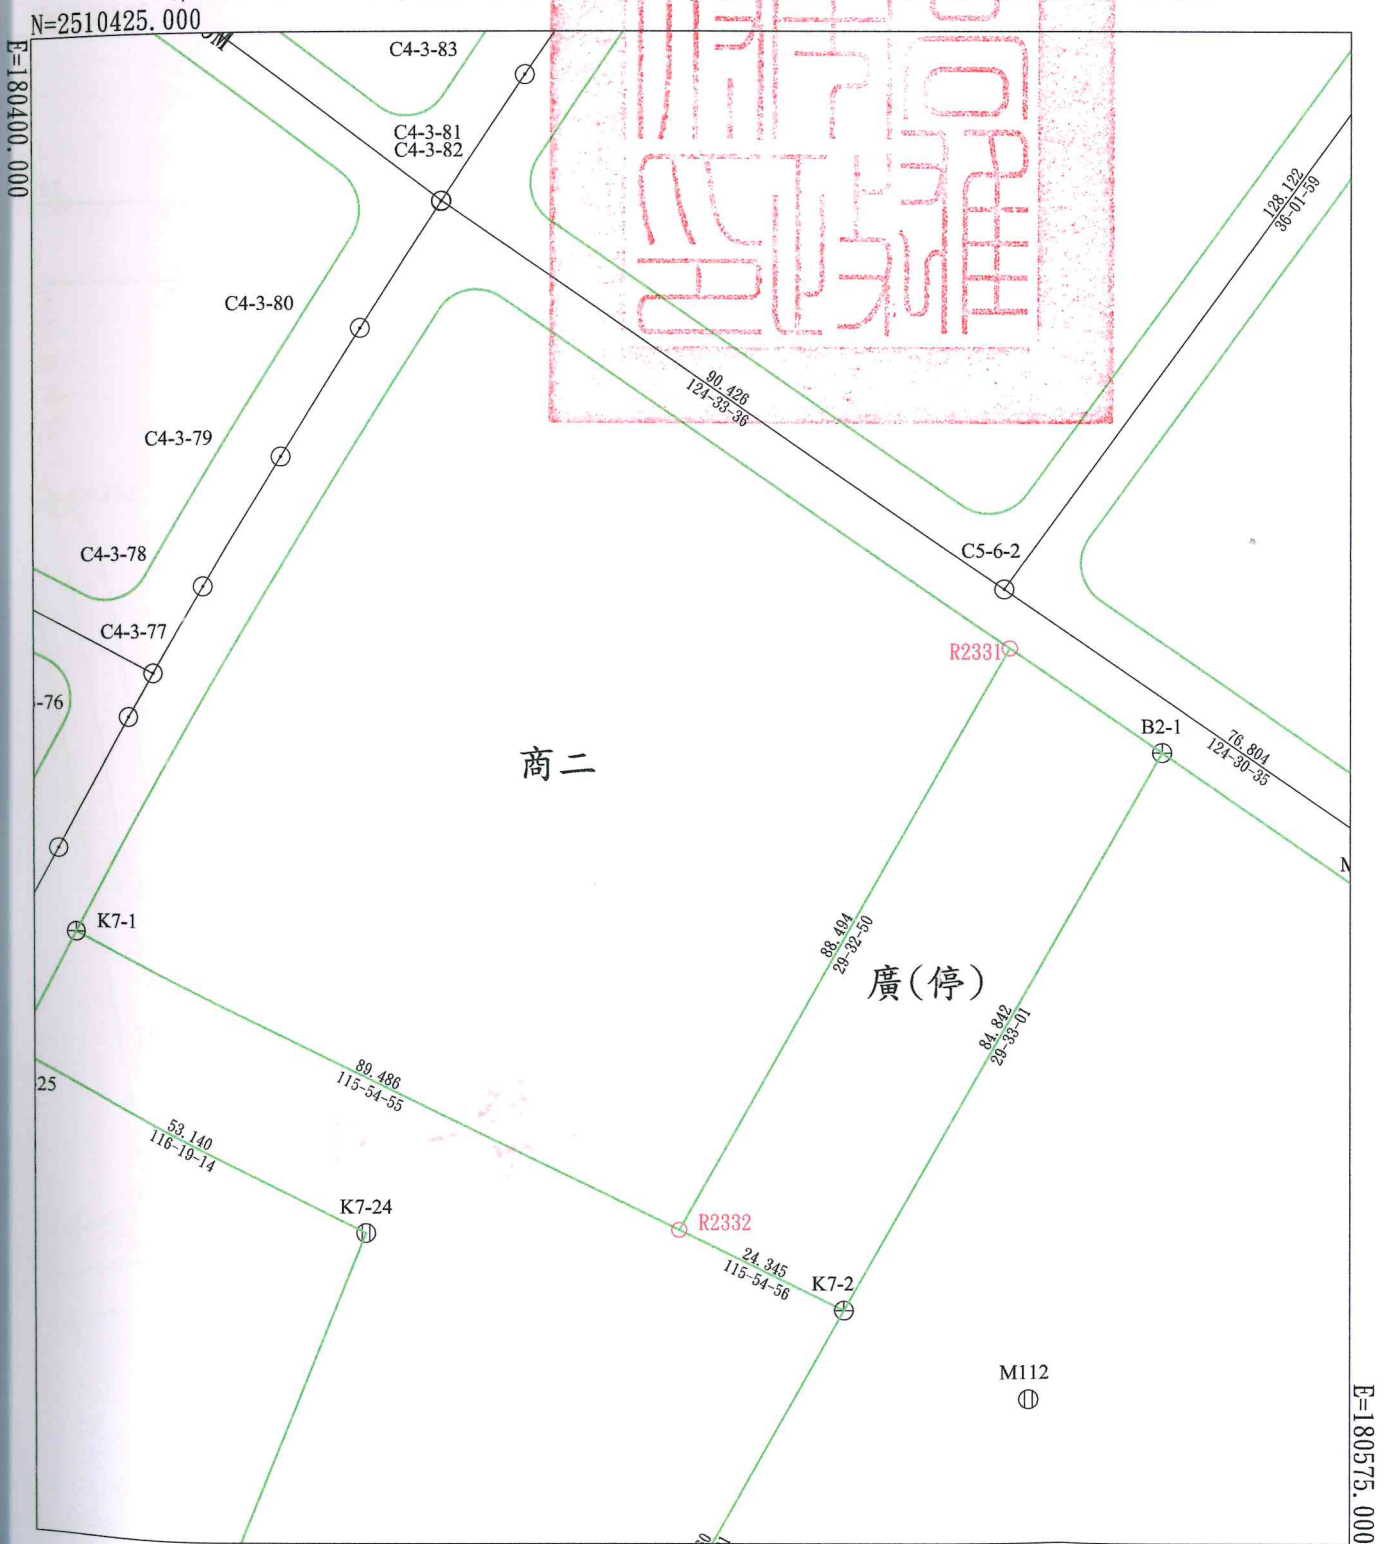 N=2510425.000
E=180400.000
C4-3-83
C4-3-81
C4-3-82
128.122
36-01-59
C4-3-80
90.426
124-33-36
C4-3-79
C4-3-78
C5-6-2
C4-3-77
R2331
-76
B2-1
76.804
124-30-35
商二
K7-1
88.494
29-32-50
廣(停)
84.842
29-33-01
25
89.486
115-54-55
53.140
116-19-14
K7-24
R2332
24.345
115-54-56
K7-2
M112
E=180575.000